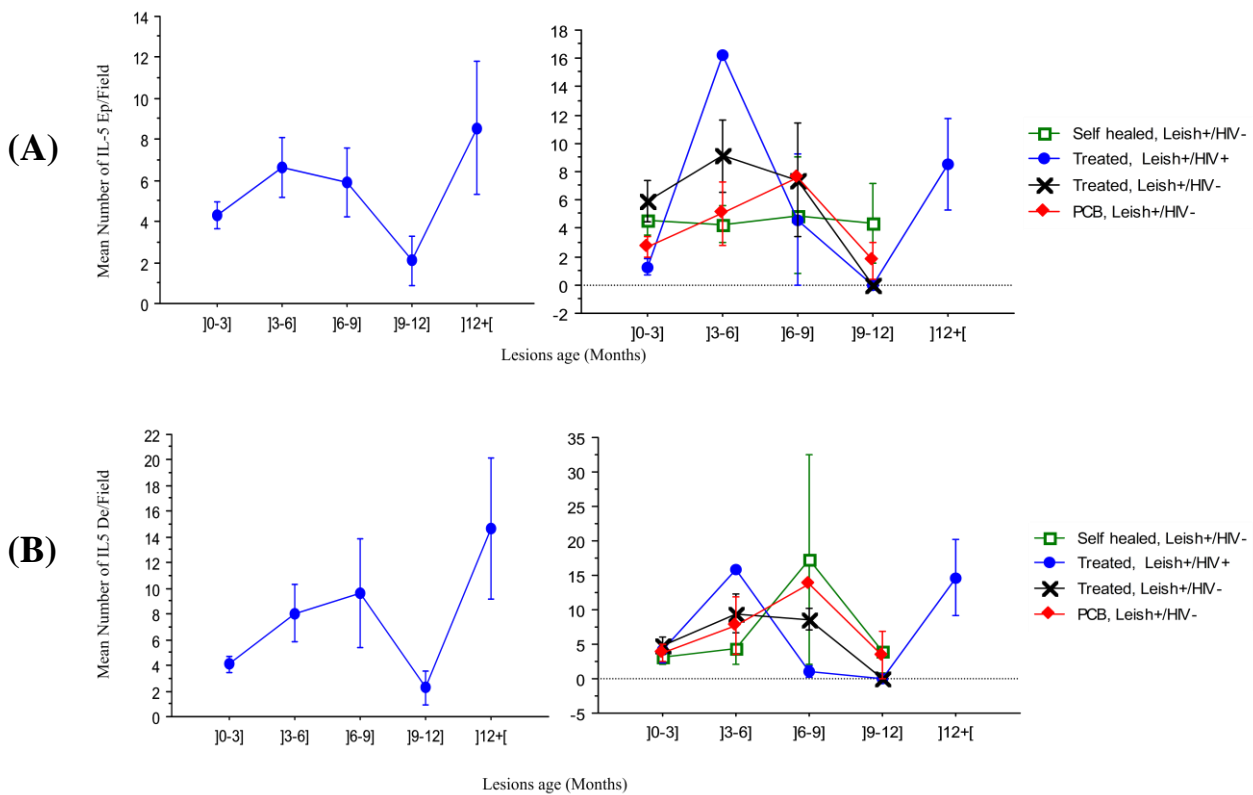 (A)
Mean Number of IL-5 Ep/Field
14
12
10
8
6
4
2
0
]0-3] ]3-6] ]6-9] ]9-12] ]12+[
18
16
14
12
10
8
6
4
2
0
-2
]0-3] ]3-6] ]6-9] ]9-12] ]12+[
Self healed, Leish+/HIV-
Treated, Leish+/HIV+
Treated, Leish+/HIV-
PCB, Leish+/HIV-
Lesions age (Months)
(B)
Mean Number of IL5 De/Field
22
20
18
16
14
12
10
8
6
4
2
0
]0-3] ]3-6] ]6-9] ]9-12] ]12+[
35
30
25
20
15
10
5
0
-5
]0-3] ]3-6] ]6-9] ]9-12] ]12+[
Self healed, Leish+/HIV-
Treated, Leish+/HIV+
Treated, Leish+/HIV-
PCB, Leish+/HIV-
Lesions age (Months)